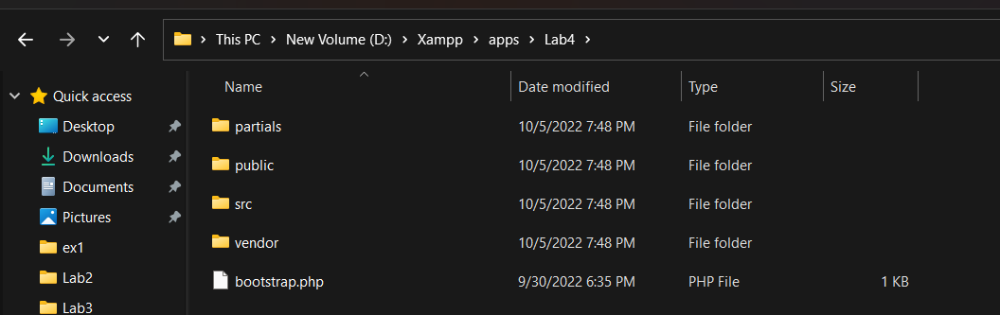 This PC > New Volume (D:) > Xampp > apps > Lab4 >
Name Date modified Type Size
Quick access
Desktop
Downloads
Documents
Pictures
ex1
Lab2
Lab3
partials 10/5/2022 7:48 PM File folder
public 10/5/2022 7:48 PM File folder
src 10/5/2022 7:48 PM File folder
vendor 10/5/2022 7:48 PM File folder
bootstrap.php 9/30/2022 6:35 PM PHP File 1 KB